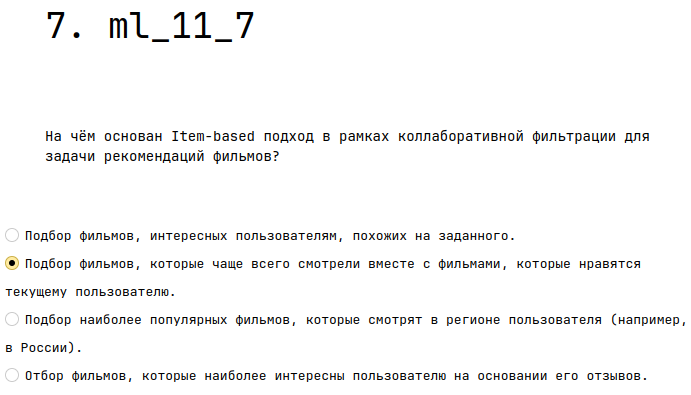 7. ml_11_7
На чём основан Item-based подход в рамках коллаборативной фильтрации для
задачи рекомендаций фильмов?
Подбор фильмов, интересных пользователям, похожих на заданного.
Подбор фильмов, которые чаще всего смотрели вместе с фильмами, которые нравятся
текущему пользователю.
Подбор наиболее популярных фильмов, которые смотрят в регионе пользователя (например,
в России).
Отбор фильмов, которые наиболее интересны пользователю на основании его отзывов.